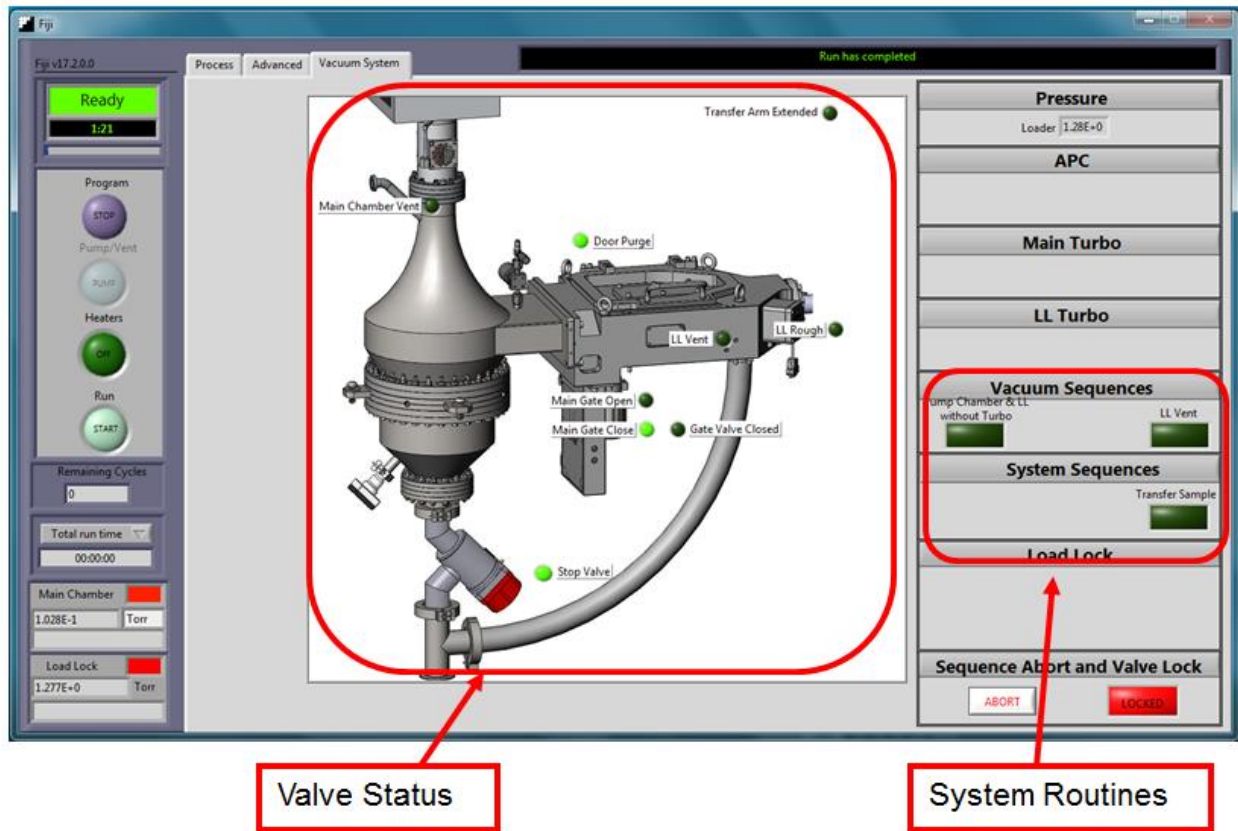 Fiji
Fiji v17.2.0.0
Process
Advanced
Vacuum System
Run has completed
Ready
1:21
Program
STOP
Pump/Vent
PUMP
Heaters
OFF
Run
START
Remaining Cycles
0
Total run time
00:00:00
Main Chamber
1.028E-1 Torr
Load Lock
1.277E+0 Torr
Transfer Arm Extended
Main Chamber Vent
Door Purge
LL Vent
LL Rough
Main Gate Open
Main Gate Close
Gate Valve Closed
Stop Valve
Pressure
Loader 1.28E+0
APC
Main Turbo
LL Turbo
Vacuum Sequences
ump Chamber & LL
without Turbo
LL Vent
System Sequences
Transfer Sample
Load Lock
Sequence Abort and Valve Lock
ABORT
LOCKED
Valve Status
System Routines